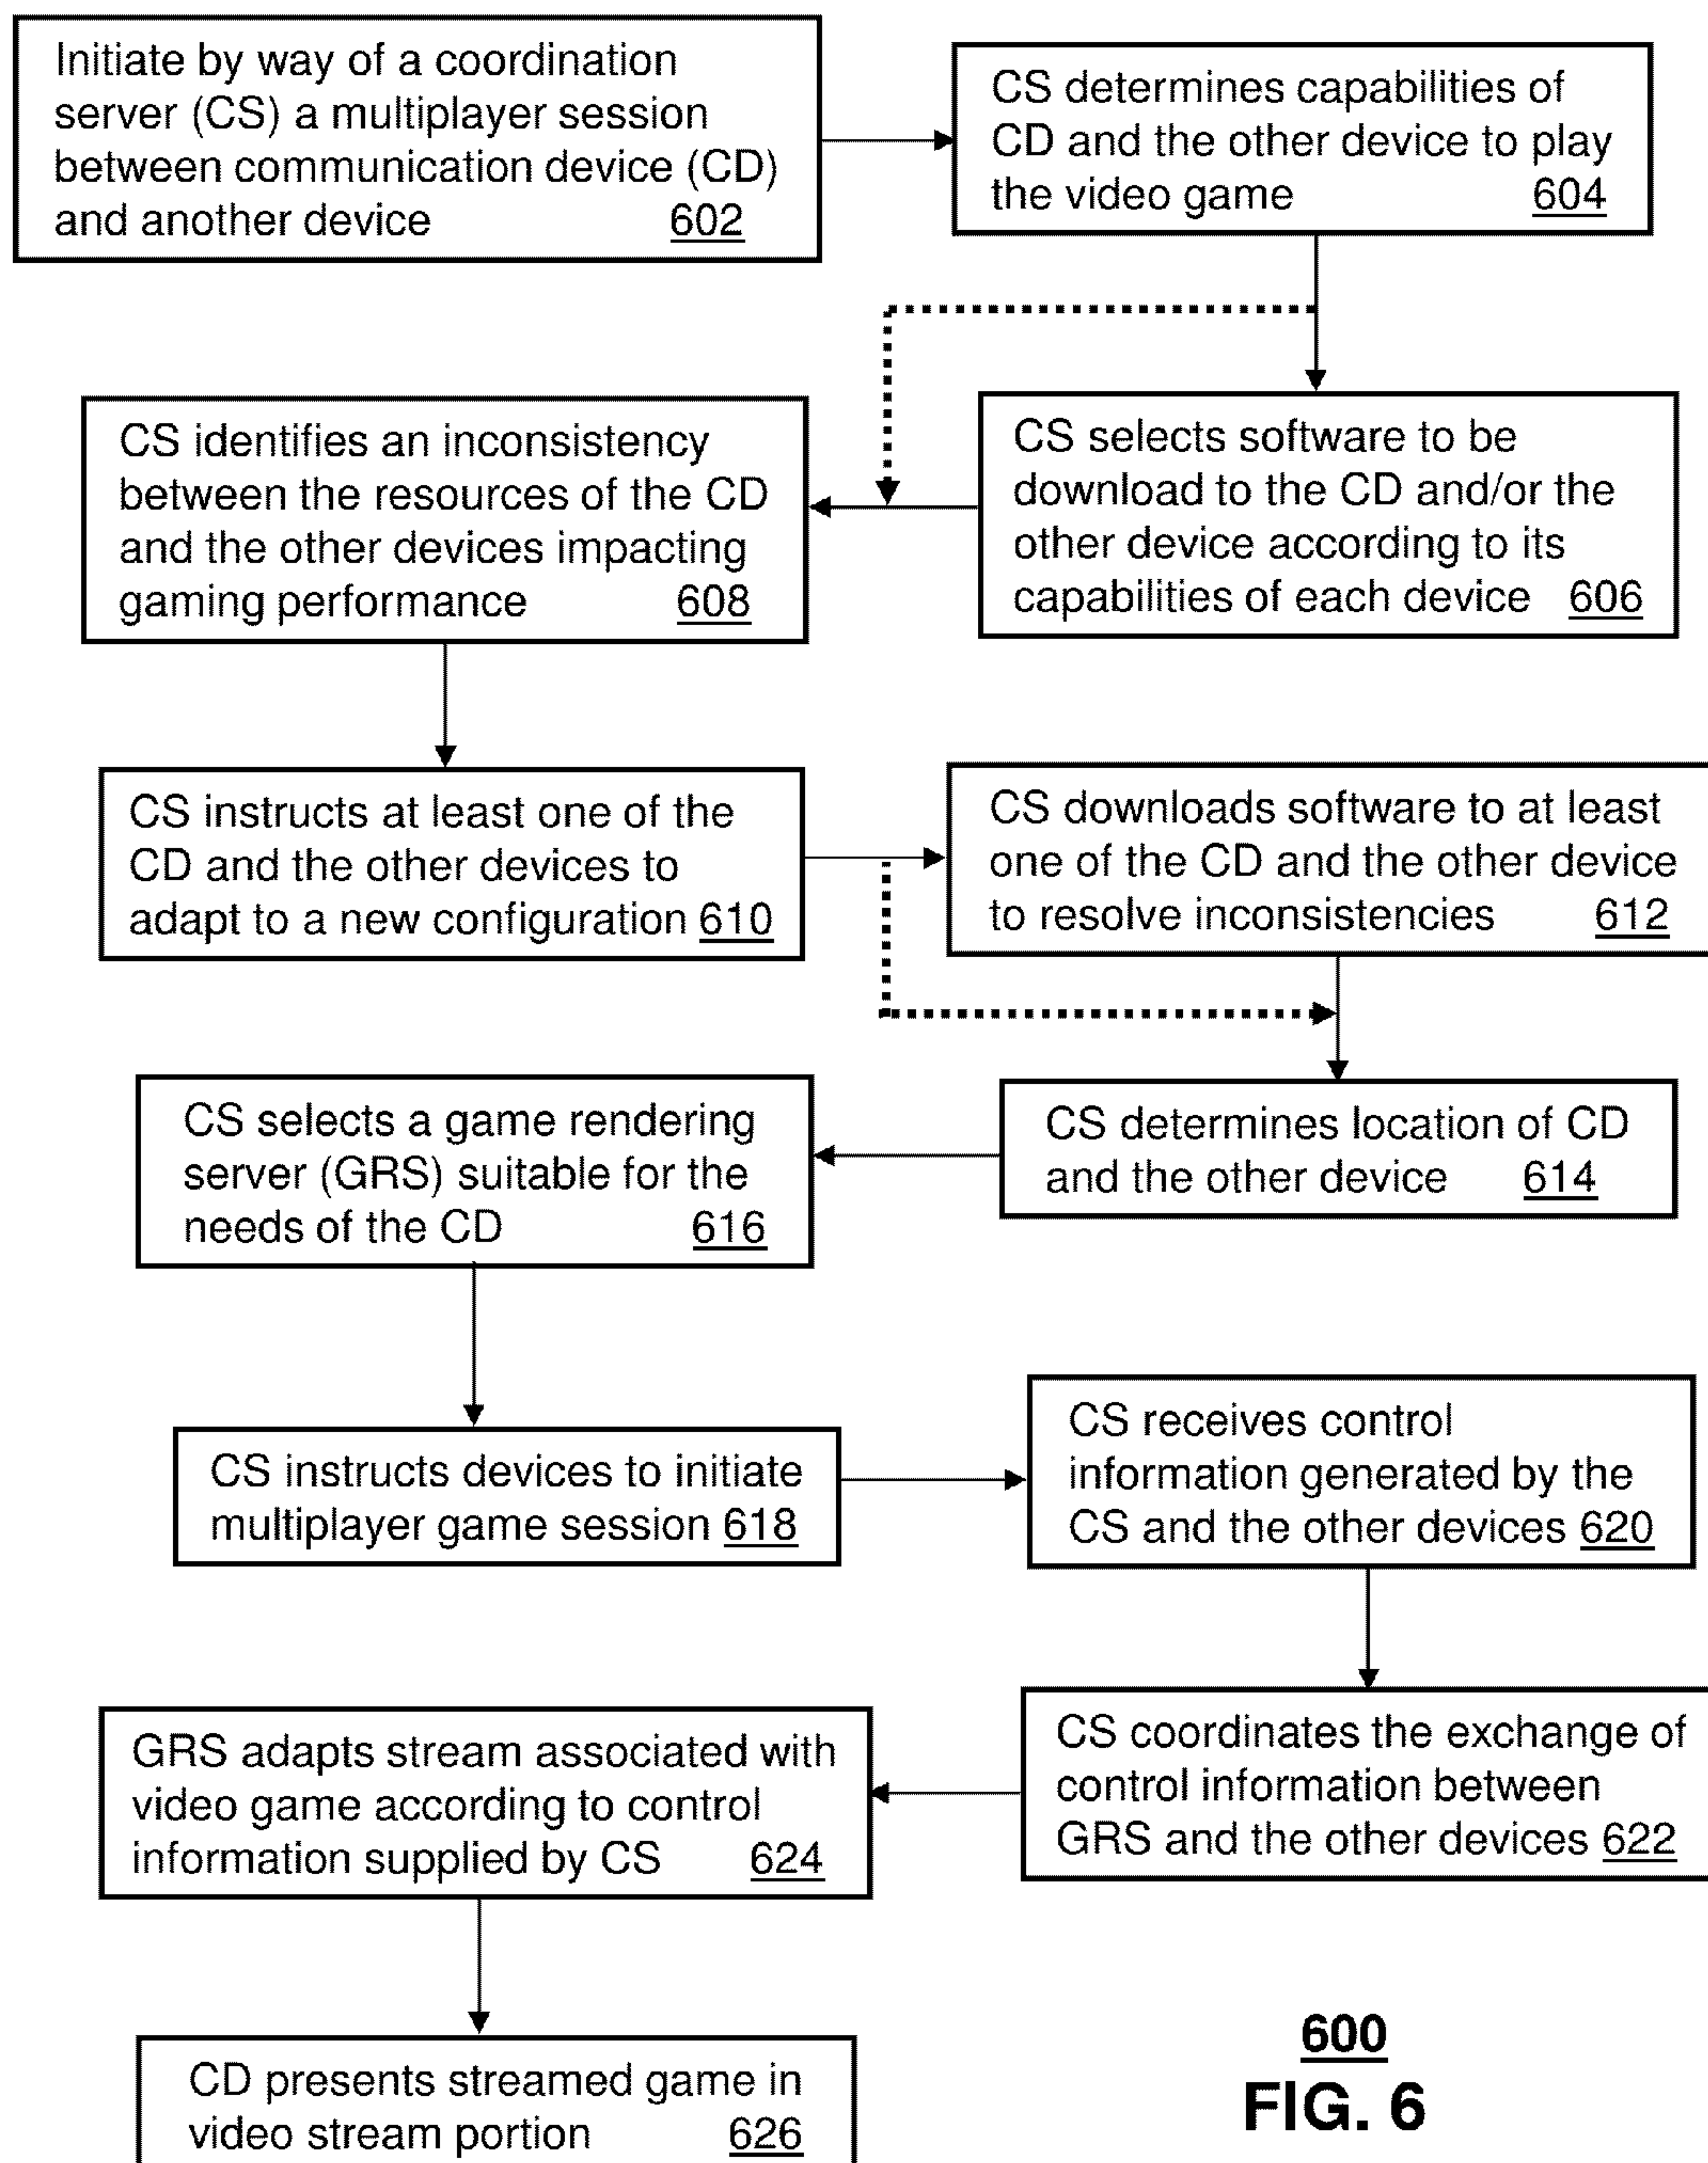 Initiate by way of a coordination
server (CS) a multiplayer session
between communication device (CD)
and another device 602
CS determines capabilities of
CD and the other device to play
the video game 604
CS selects software to be
download to the CD and/or the
other device according to its
capabilities of each device 606
CS identifies an inconsistency
between the resources of the CD
and the other devices impacting
gaming performance 608
CS instructs at least one of the
CD and the other devices to
adapt to a new configuration 610
CS downloads software to at least
one of the CD and the other device
to resolve inconsistencies 612
CS determines location of CD
and the other device 614
CS selects a game rendering
server (GRS) suitable for the
needs of the CD 616
CS instructs devices to initiate
multiplayer game session 618
CS receives control
information generated by the
CS and the other devices 620
CS coordinates the exchange of
control information between
GRS and the other devices 622
GRS adapts stream associated with
video game according to control
information supplied by CS 624
CD presents streamed game in
video stream portion 626
600
FIG. 6